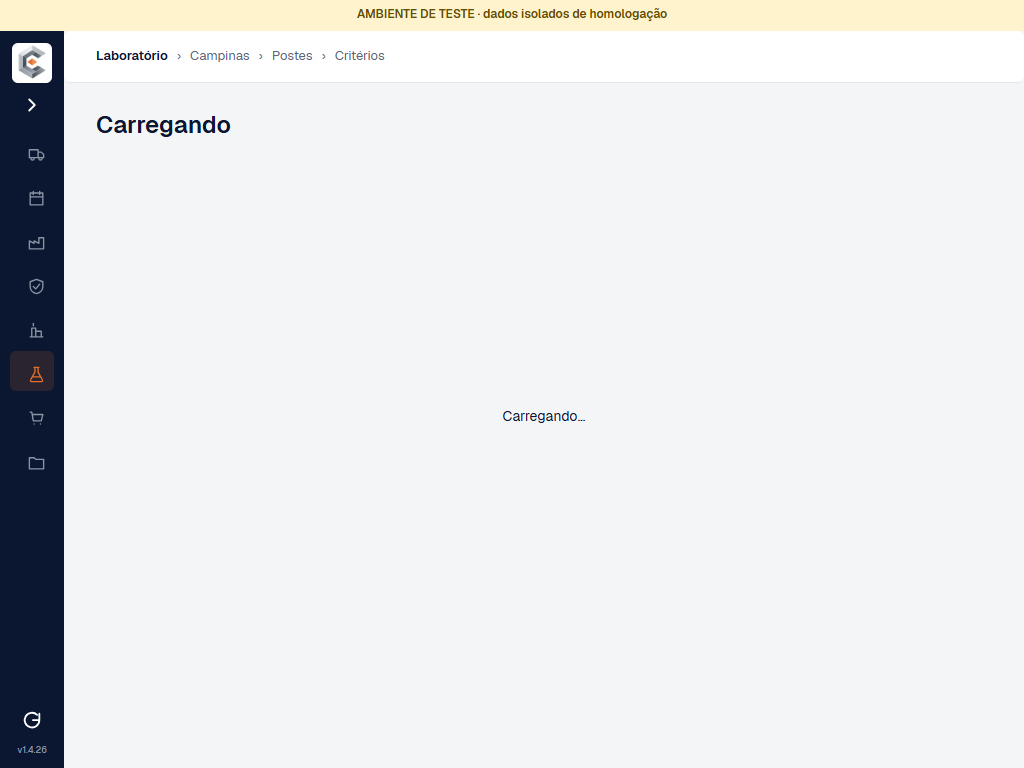 AMBIENTE DE TESTE · dados isolados de homologação
Laboratório › Campinas › Postes › Critérios
Carregando
Carregando…
v1.4.26